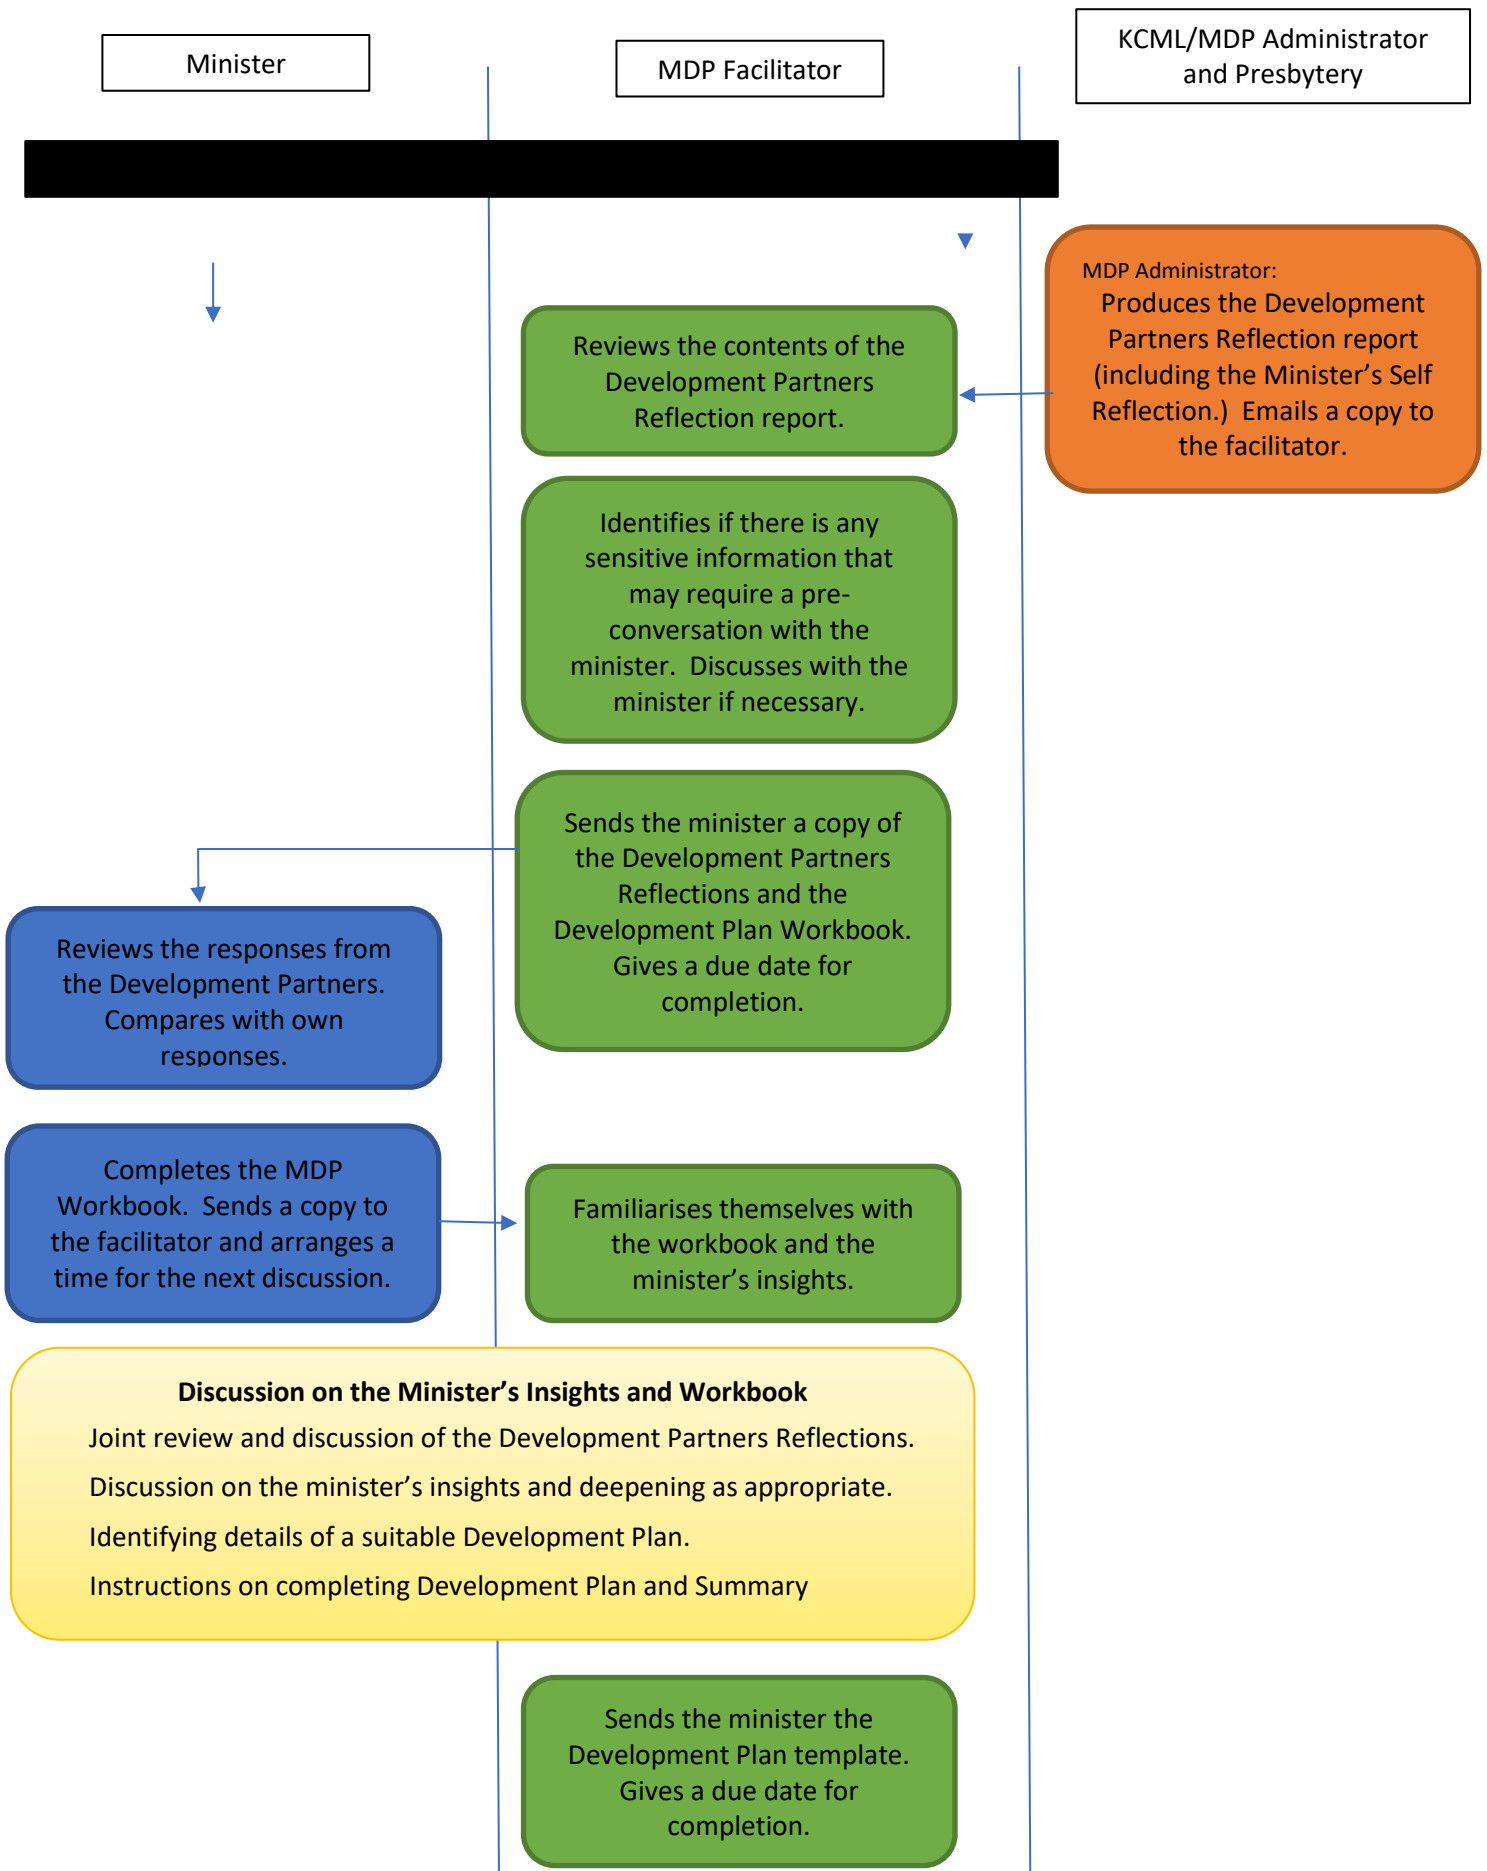 Minister
MDP Facilitator
KCML/MDP Administrator
and Presbytery
MDP Administrator:
Produces the Development
Partners Reflection report
(including the Minister’s Self
Reflection.)  Emails a copy to
the facilitator.
Reviews the contents of the
Development Partners
Reflection report.
Identifies if there is any
sensitive information that
may require a pre-
conversation with the
minister.  Discusses with the
minister if necessary.
Sends the minister a copy of
the Development Partners
Reflections and the
Development Plan Workbook.
Gives a due date for
completion.
Reviews the responses from
the Development Partners.
Compares with own
responses.
Completes the MDP
Workbook.  Sends a copy to
the facilitator and arranges a
time for the next discussion.
Familiarises themselves with
the workbook and the
minister’s insights.
Discussion on the Minister’s Insights and Workbook
Joint review and discussion of the Development Partners Reflections.
Discussion on the minister’s insights and deepening as appropriate.
Identifying details of a suitable Development Plan.
Instructions on completing Development Plan and Summary
Sends the minister the
Development Plan template.
Gives a due date for
completion.